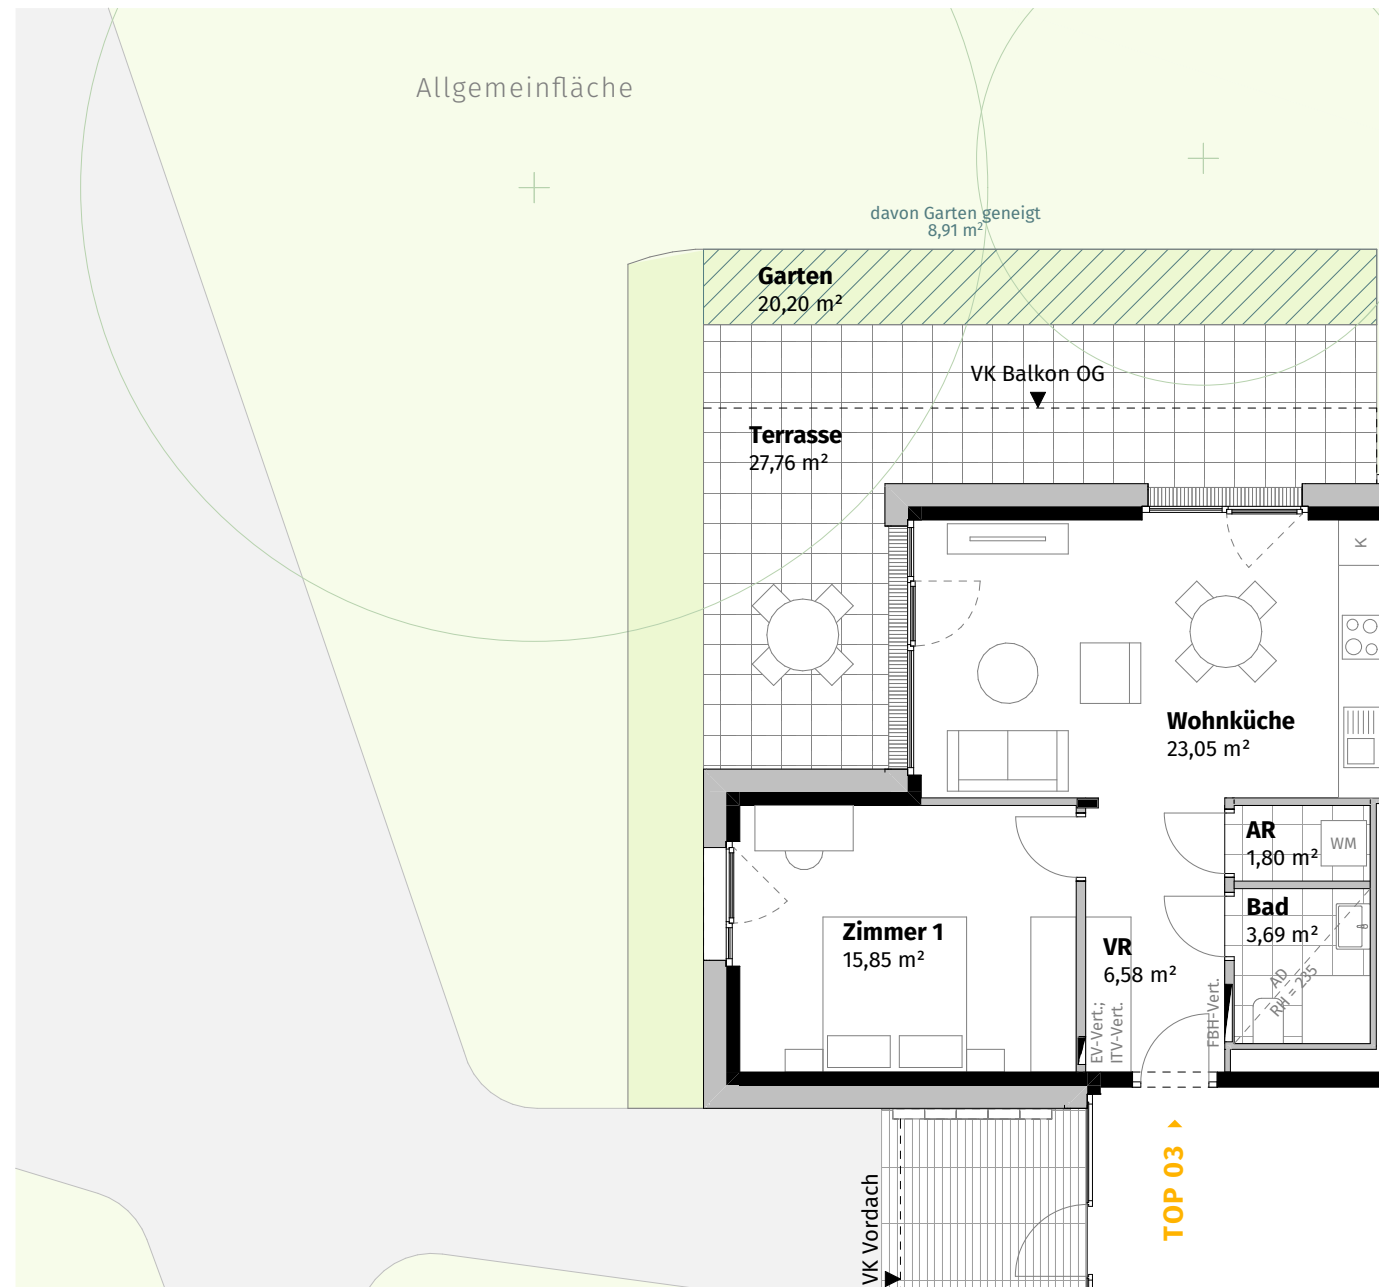 Allgemeinfläche
davon Garten geneigt
8,91 m²
Garten
20,20 m²
VK Balkon OG
Terrasse
27,76 m²
K
Wohnküche
23,05 m²
AR
1,80 m²
WM
Bad
3,69 m²
Zimmer 1
15,85 m²
VR
6,58 m²
AD
RH = 235
EV-Vert.;
ITV-Vert.
FBH-Vert.
TOP 03
VK Vordach